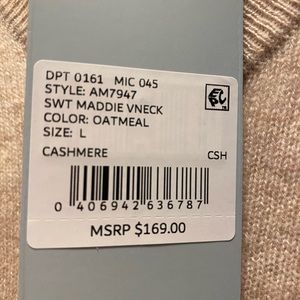 DPT 0161 MIC 045
STYLE: AM7947
SWT MADDIE VNECK
COLOR: OATMEAL
SIZE: L
CASHMERE CSH
0 406942 636787
MSRP $169.00